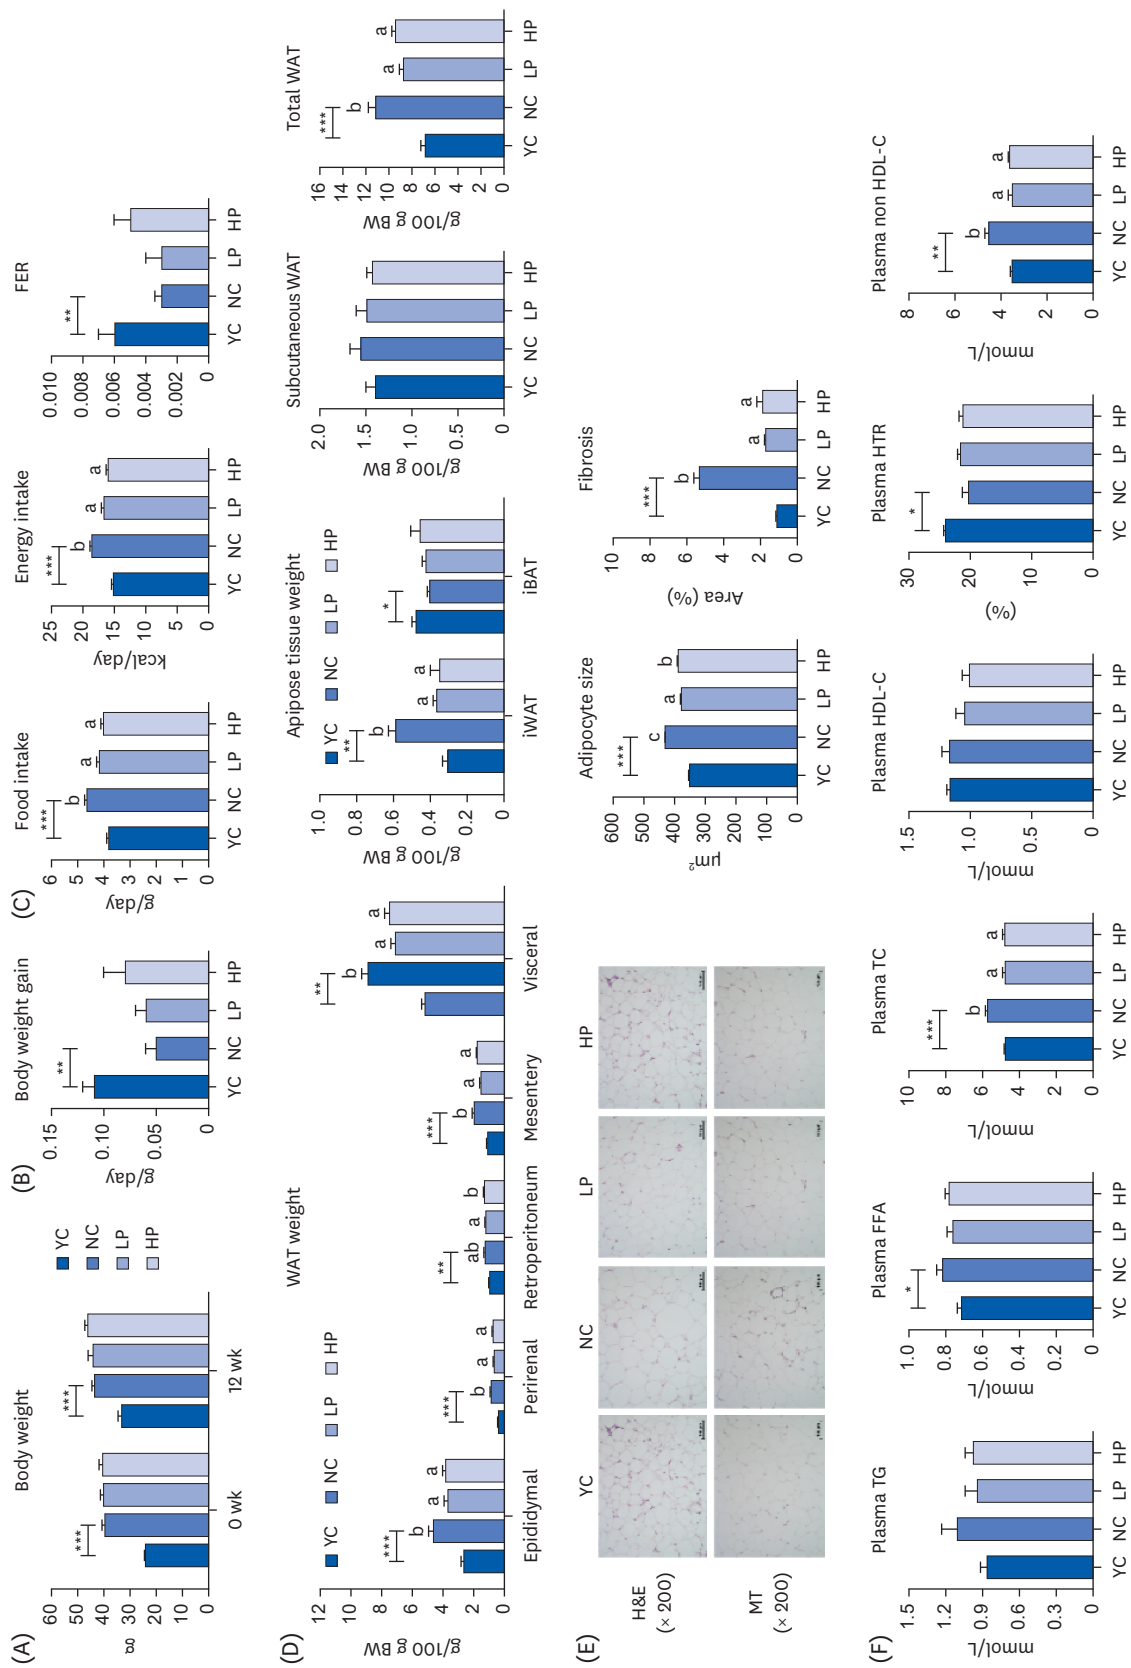 (A)
Body weight
g
60
50
40
30
20
10
0
***
***
0 wk
12 wk
YC
NC
LP
HP
(B)
Body weight gain
g/day
0.15
0.10
0.05
0
**
YC NC LP HP
(C)
Food intake
g/day
6
5
4
3
2
1
0
***
b a a
YC NC LP HP
Energy intake
kcal/day
25
20
15
10
5
0
***
b a a
YC NC LP HP
FER
0.010
0.008
0.006
0.004
0.002
0
**
YC NC LP HP
(D)
WAT weight
YC NC LP HP
g/100 g BW
12
10
8
6
4
2
0
***
b a a
***
b a a
**
ab a b
***
b a a
**
b a a
Epididymal Perirenal Retroperitoneum Mesentery Visceral
Apipose tissue weight
YC NC LP HP
g/100 g BW
1.0
0.8
0.6
0.4
0.2
0
**
b a a
*
iWAT iBAT
Subcutaneous WAT
g/100 g BW
2.0
1.5
1.0
0.5
0
YC NC LP HP
Total WAT
g/100 g BW
16
14
12
10
8
6
4
2
0
***
b a a
YC NC LP HP
(E)
YC NC LP HP
H&E
(× 200)
MT
(× 200)
Adipocyte size
µm²
600
500
400
300
200
100
0
***
c a b
YC NC LP HP
Fibrosis
Area (%)
10
8
6
4
2
0
***
b a a
YC NC LP HP
(F)
Plasma TG
mmol/L
1.5
1.2
0.9
0.6
0.3
0
YC NC LP HP
Plasma FFA
mmol/L
1.0
0.8
0.6
0.4
0.2
0
*
YC NC LP HP
Plasma TC
mmol/L
10
8
6
4
2
0
***
b a a
YC NC LP HP
Plasma HDL-C
mmol/L
1.5
1.0
0.5
0
YC NC LP HP
Plasma HTR
(%)
30
20
10
0
*
YC NC LP HP
Plasma non HDL-C
mmol/L
8
6
4
2
0
**
b a a
YC NC LP HP